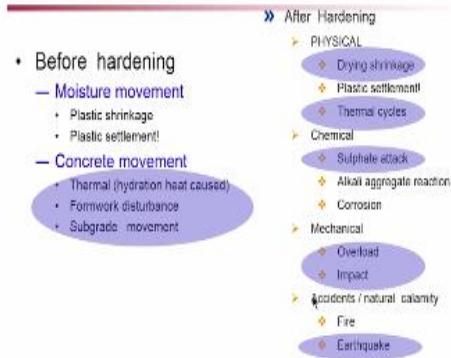 • Before hardening
— Moisture movement
• Plastic shrinkage
• Plastic settlement!
— Concrete movement
• Thermal (hydration heat caused)
• Formwork disturbance
• Subgrade movement
» After Hardening
➤ PHYSICAL
❖ Drying shrinkage
❖ Plastic settlement!
❖ Thermal cycles
➤ Chemical
❖ Sulphate attack
❖ Alkali aggregate reaction
❖ Corrosion
➤ Mechanical
❖ Overload
❖ Impact
➤ Accidents / natural calamity
❖ Fire
❖ Earthquake